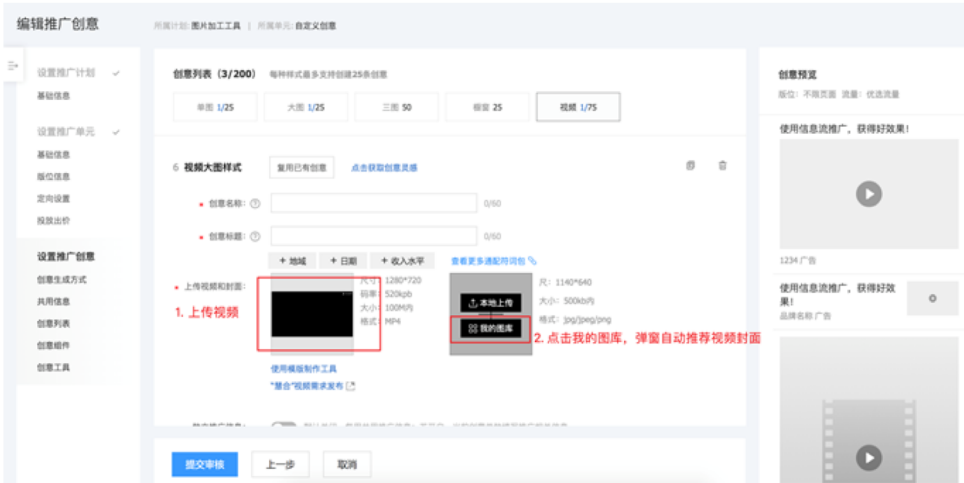 编辑推广创意
所属计划: 图片加工工具 | 所属单元: 自定义创意
设置推广计划
基础信息
设置推广单元
基础信息
版位信息
定向设置
投放出价
设置推广创意
创意生成方式
共用信息
创意列表
创意组件
创意工具
创意列表（3/200） 每种样式最多支持创建25条创意
单图 1/25
大图 1/25
三图 50
橱窗 25
视频 1/75
6 视频大图样式
复用已有创意
点击获取创意灵感
* 创意名称: ?
0/60
* 创意标题: ?
0/60
+ 地域
+ 日期
+ 收入水平
查看更多通配符词包
* 上传视频和封面:
1. 上传视频
尺寸: 1280*720
码率: 520kpb
大小: 100M内
格式: MP4
本地上传
我的图库
尺: 1140*640
大小: 500kb内
格式: jpg/jpeg/png
2. 点击我的图库，弹窗自动推荐视频封面
使用模版制作工具
"慧合"视频需求发布
提交审核
上一步
取消
创意预览
版位: 不限页面 流量: 优选流量
使用信息流推广，获得好效果!
1234 广告
使用信息流推广，获得好效
果!
品牌名称 广告